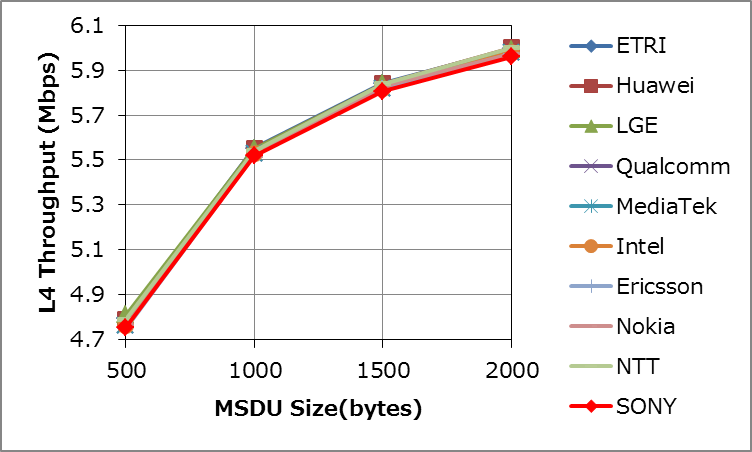 6.1
5.9
5.7
5.5
5.3
5.1
4.9
4.7
L4 Throughput (Mbps)
500 1000 1500 2000
MSDU Size(bytes)
ETRI
Huawei
LGE
Qualcomm
MediaTek
Intel
Ericsson
Nokia
NTT
SONY